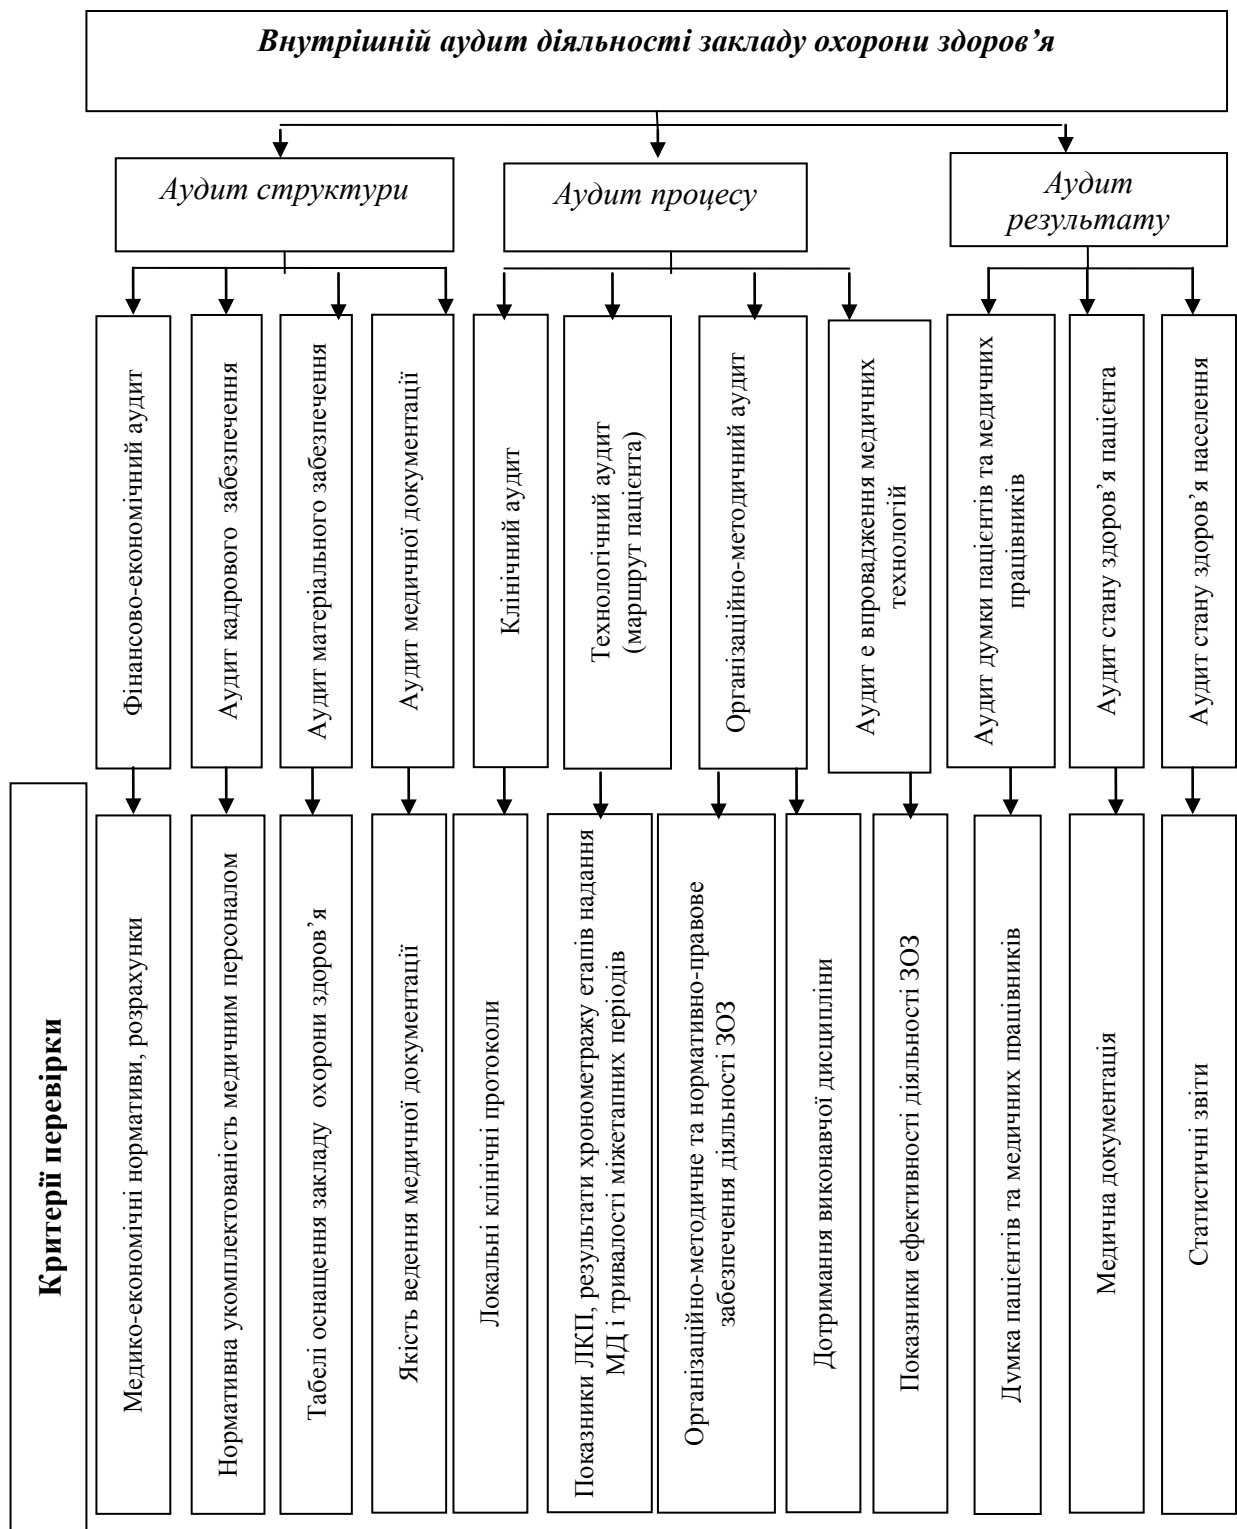 Внутрішній аудит діяльності закладу охорони здоров’я
Аудит структури
Аудит процесу
Аудит
результату
Фінансово-економічний аудит
Аудит кадрового забезпечення
Аудит матеріального забезпечення
Аудит медичної документації
Клінічний аудит
Технологічний аудит
(маршрут пацієнта)
Організаційно-методичний аудит
Аудит е впровадження медичних
технологій
Аудит думки пацієнтів та медичних
працівників
Аудит стану здоров’я пацієнта
Аудит стану здоров’я населення
Критерії перевірки
Медико-економічні нормативи, розрахунки
Нормативна укомплектованість медичним персоналом
Табелі оснащення закладу охорони здоров’я
Якість ведення медичної документації
Локальні клінічні протоколи
Показники ЛКП, результати хронометражу етапів надання
МД і тривалості міжетапних періодів
Організаційно-методичне та нормативно-правове
забезпечення діяльності ЗОЗ
Дотримання виконавчої дисципліни
Показники ефективності діяльності ЗОЗ
Думка пацієнтів та медичних працівників
Медична документація
Статистичні звіти